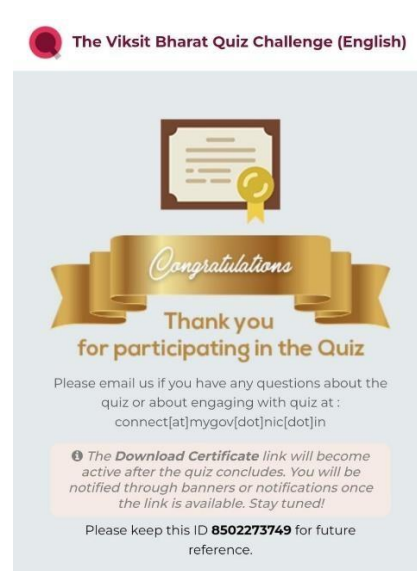 The Viksit Bharat Quiz Challenge (English)
Congratulations
Thank you
for participating in the Quiz
Please email us if you have any questions about the
quiz or about engaging with quiz at :
connect[at]mygov[dot]nic[dot]in
The Download Certificate link will become
active after the quiz concludes. You will be
notified through banners or notifications once
the link is available. Stay tuned!
Please keep this ID 8502273749 for future
reference.